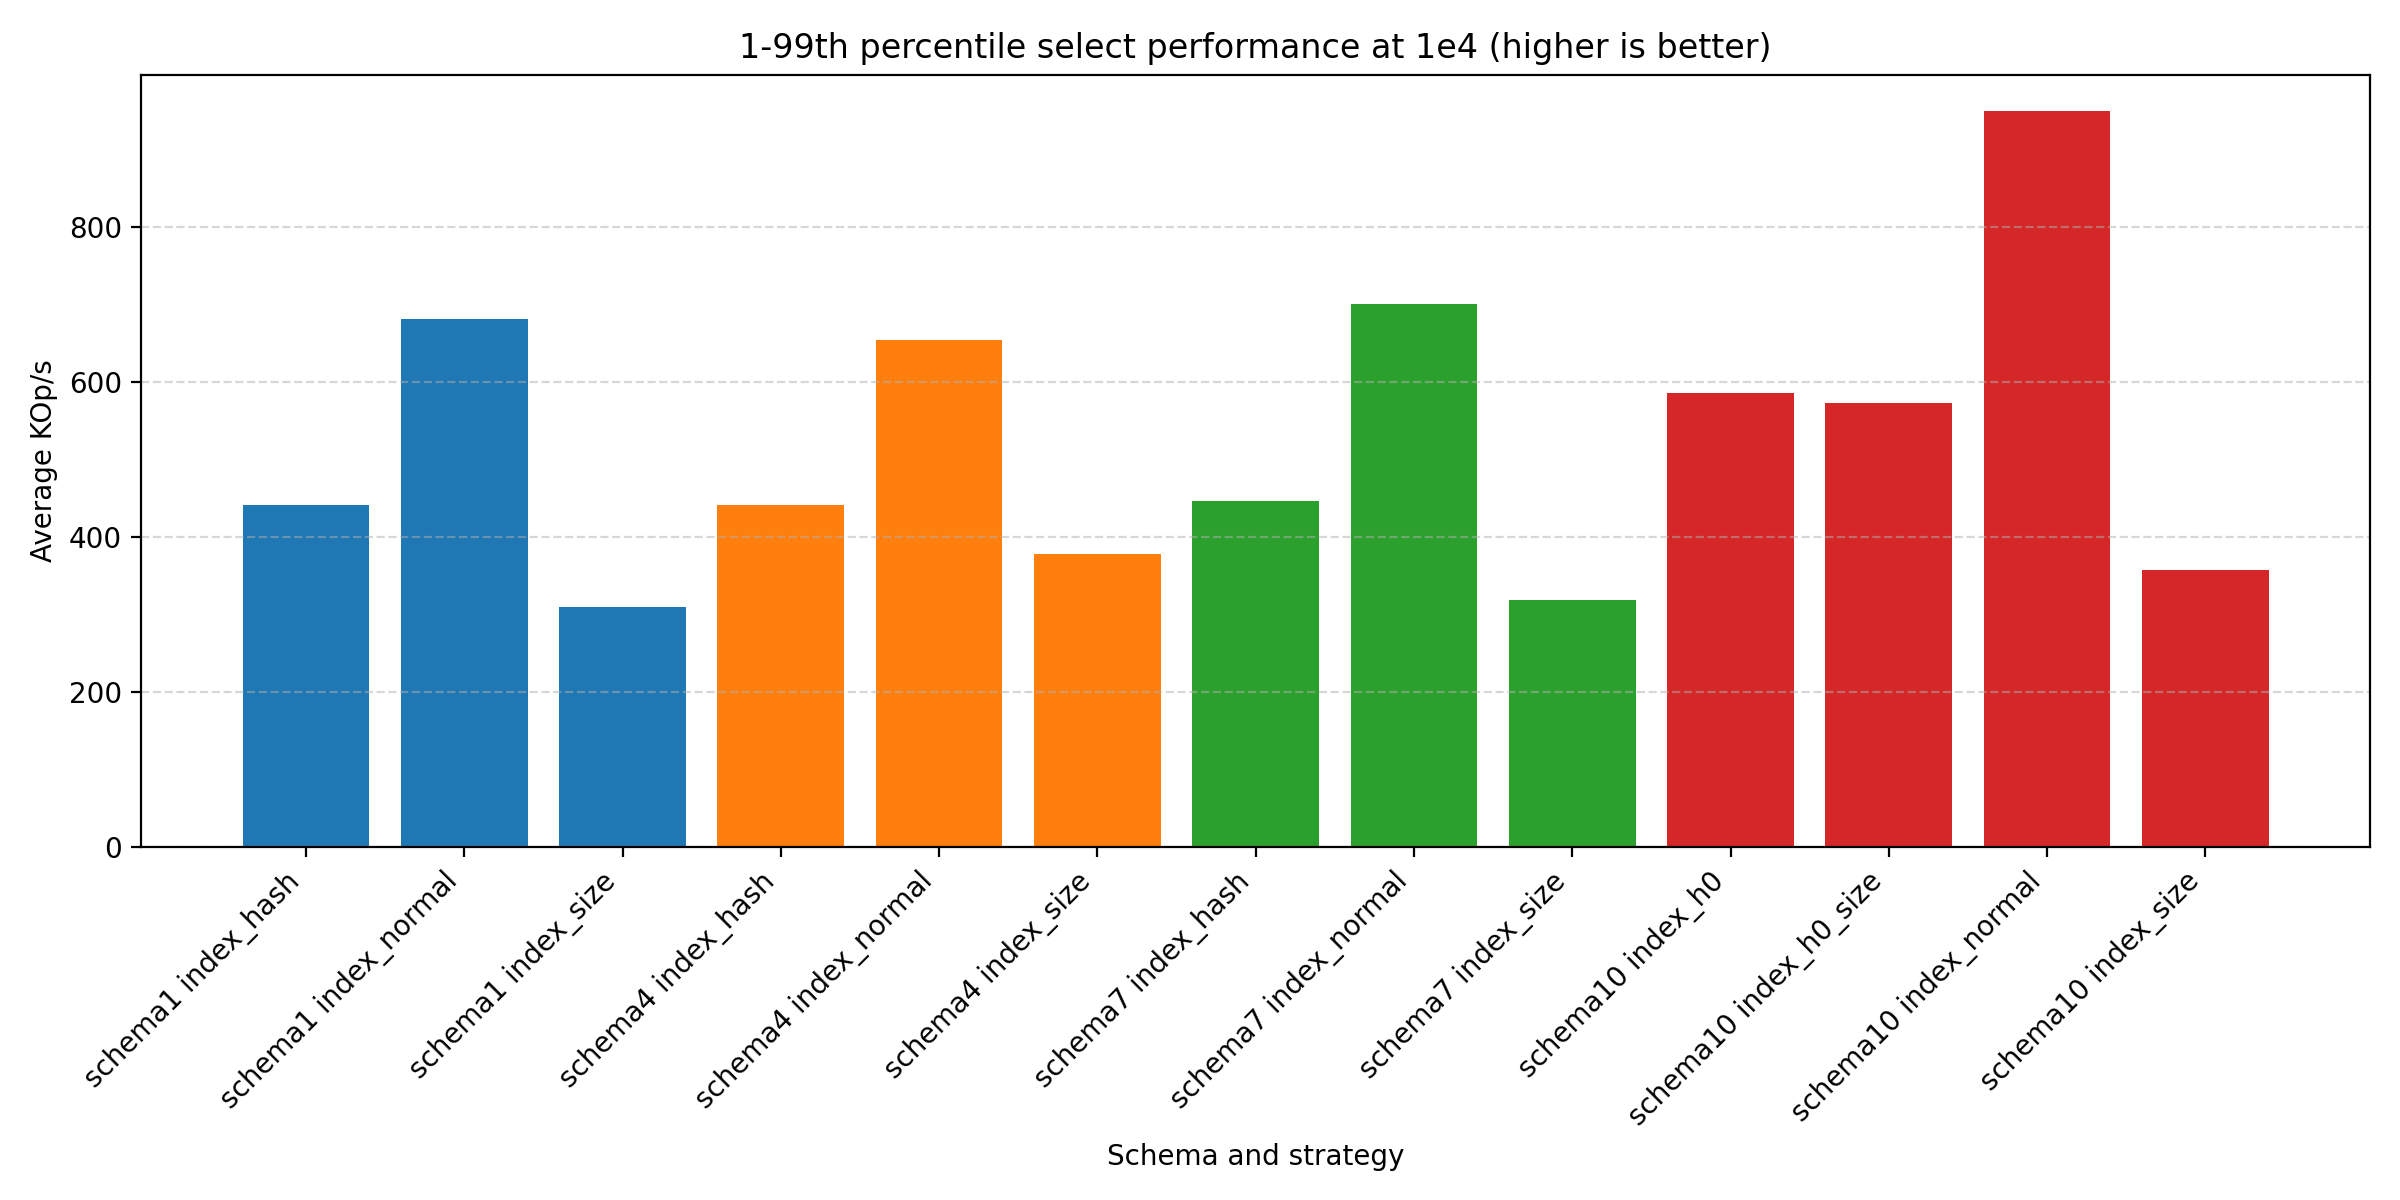 1-99th percentile select performance at 1e4 (higher is better)
Average KOp/s
800
600
400
200
0
schema1 index_hash
schema1 index_normal
schema1 index_size
schema4 index_hash
schema4 index_normal
schema4 index_size
schema7 index_hash
schema7 index_normal
schema7 index_size
schema10 index_h0
schema10 index_h0_size
schema10 index_normal
schema10 index_size
Schema and strategy